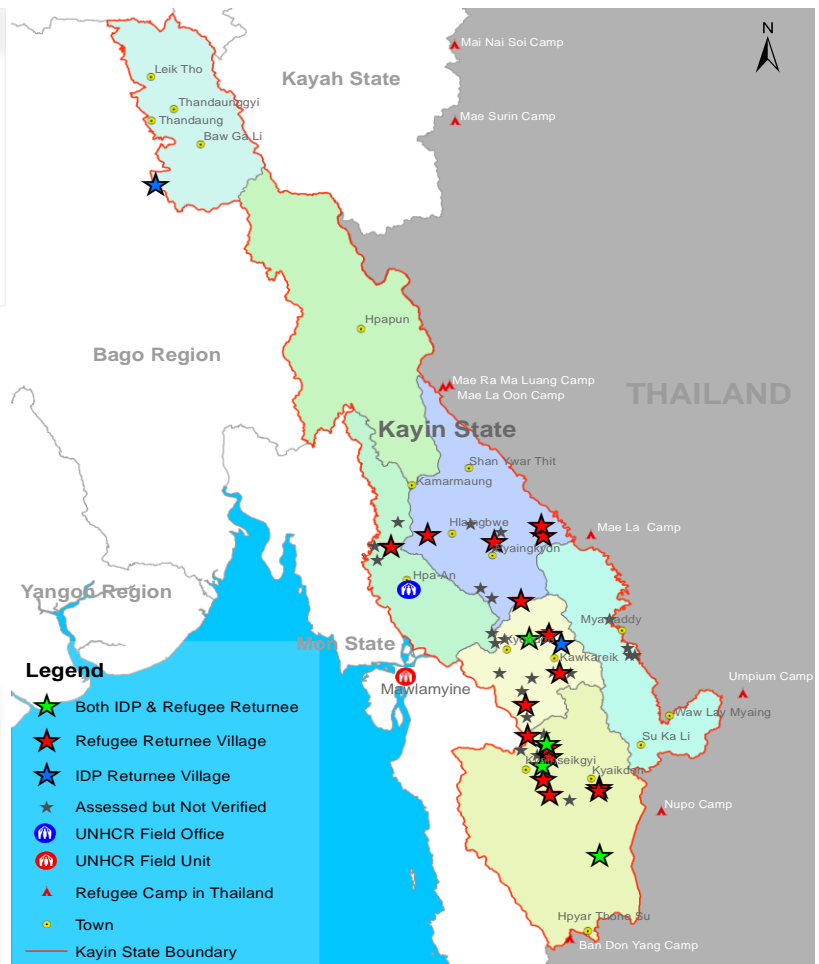 Mai Nai Soi Camp
N
Leik Tho
Kayah State
Thandaunggyi
Thandaung
Mae Surin Camp
Baw Ga Li
Hpapun
Bago Region
Mae Ra Ma Luang Camp
THAILAND
Mae La Oon Camp
Kayin State
Shan Ywar Thit
Kamarmaung
Hlaingbwe
Mae La Camp
Hpa-An
Yangon Region
Mon State
Kawkareik
Umpium Camp
Mawlamyine
Waw Lay Myaing
Su Ka Li
Kyaikdon
Nupo Camp
Hpyar Thone Su
Ban Don Yang Camp
Legend
Both IDP & Refugee Returnee
Refugee Returnee Village
IDP Returnee Village
Assessed but Not Verified
UNHCR Field Office
UNHCR Field Unit
Refugee Camp in Thailand
Town
Kayin State Boundary